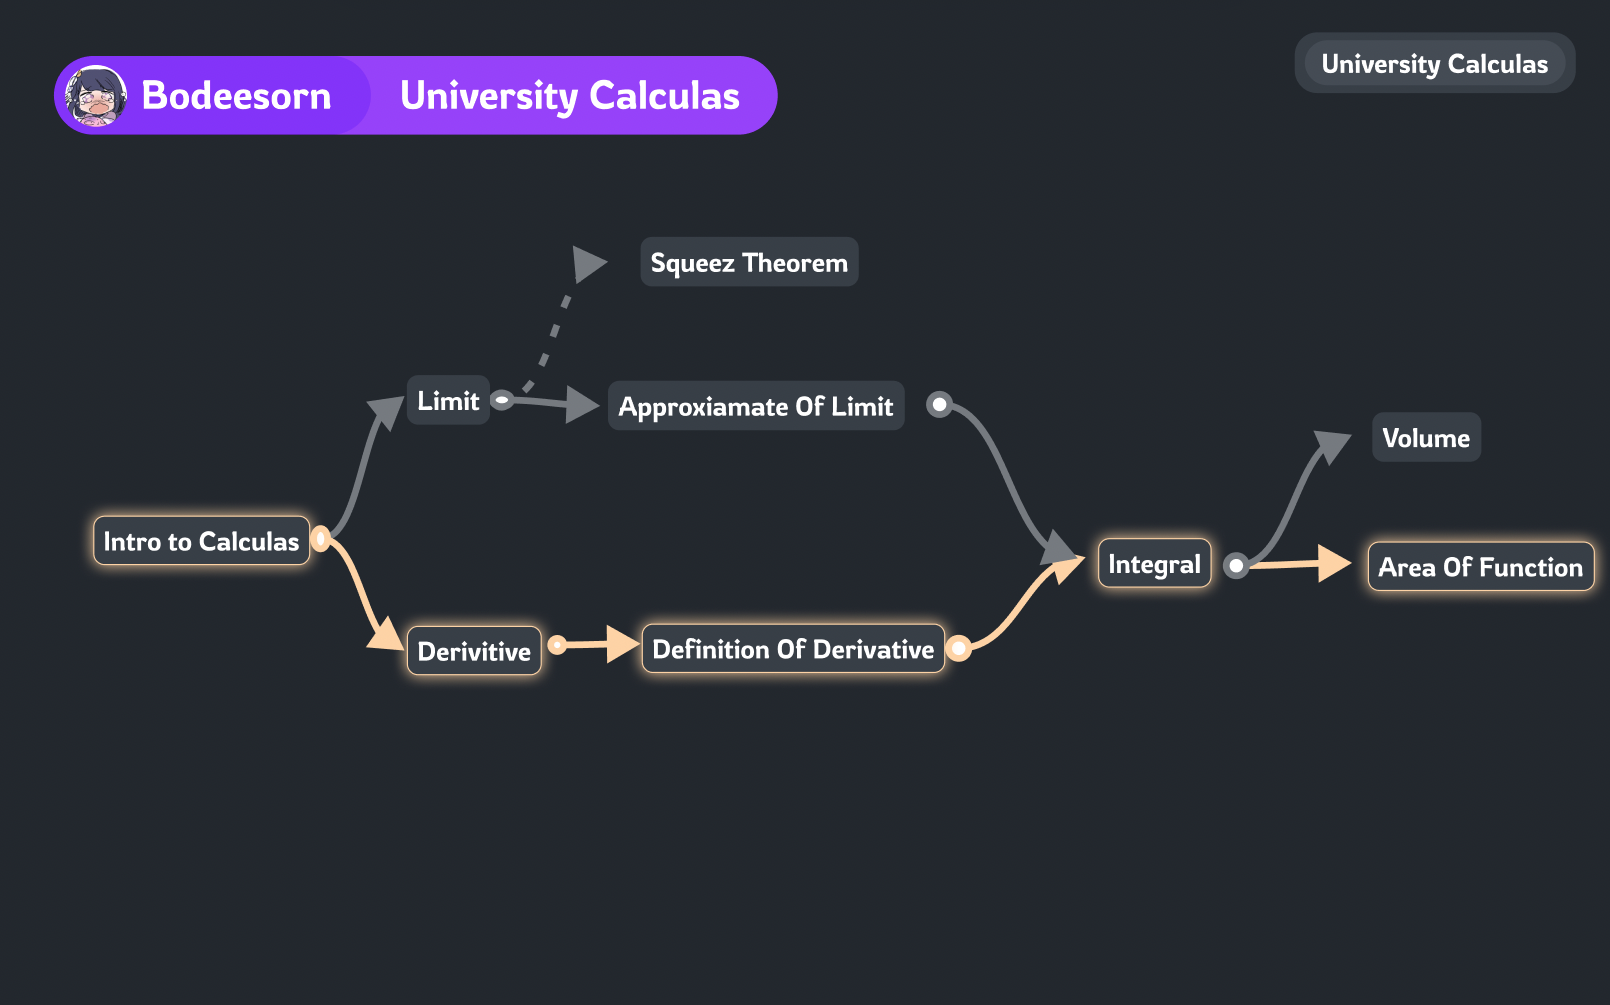 Bodeesorn
University Calculas
University Calculas
Squeez Theorem
Limit
Approxiamate Of Limit
Volume
Intro to Calculas
Integral
Area Of Function
Derivitive
Definition Of Derivative